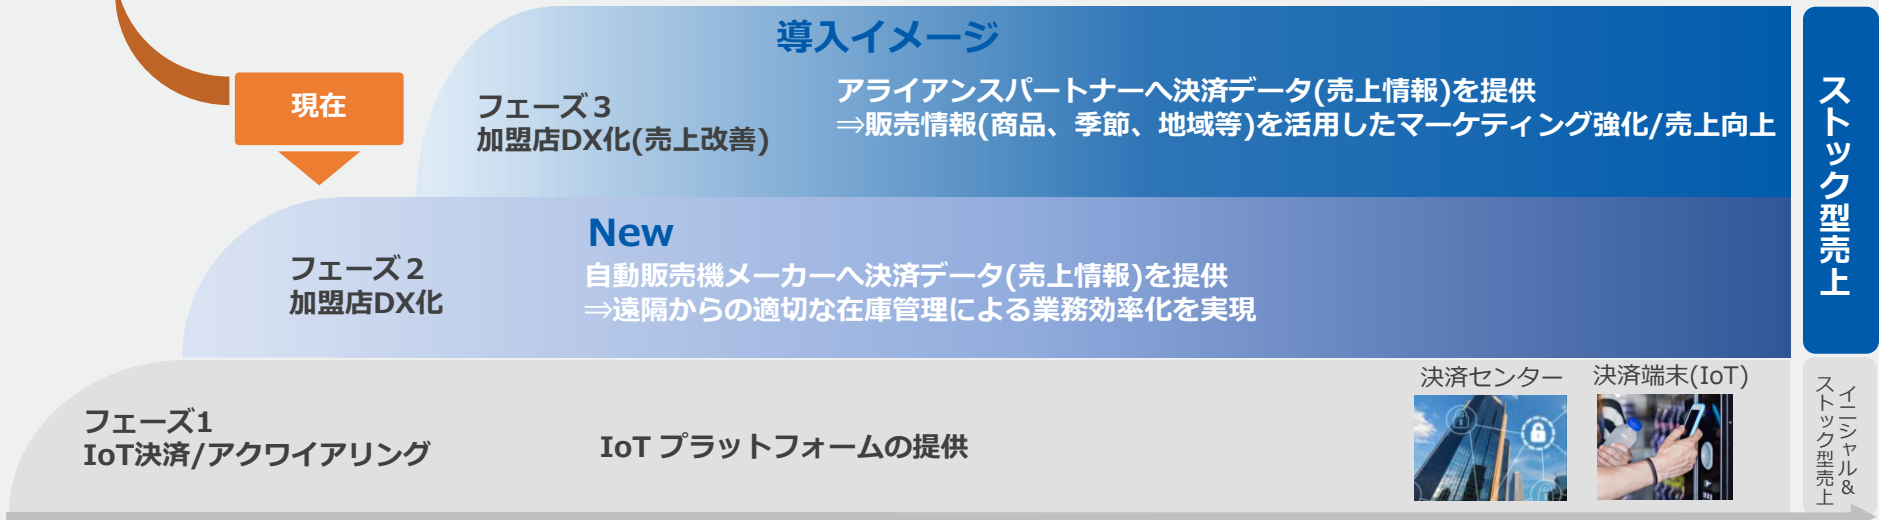 導入イメージ
現在
フェーズ３
加盟店DX化(売上改善)
アライアンスパートナーへ決済データ(売上情報)を提供
⇒販売情報(商品、季節、地域等)を活用したマーケティング強化/売上向上
ストック型売上
New
フェーズ２
加盟店DX化
自動販売機メーカーへ決済データ(売上情報)を提供
⇒遠隔からの適切な在庫管理による業務効率化を実現
フェーズ1
IoT決済/アクワイアリング
IoT プラットフォームの提供
決済センター
決済端末(IoT)
イニシャル&
ストック型売上